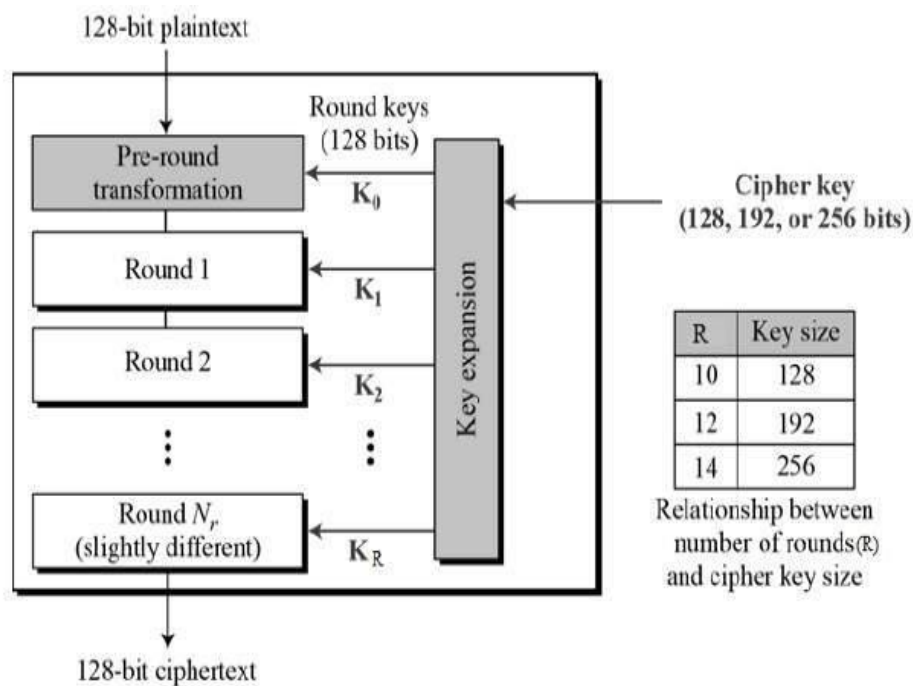 128-bit plaintext
Round keys
(128 bits)
Pre-round
transformation
K0
Cipher key
(128, 192, or 256 bits)
Round 1
K1
Round 2
K2
Key expansion
Round Nr
(slightly different)
KR
128-bit ciphertext
R Key size
10 128
12 192
14 256
Relationship between
number of rounds(R)
and cipher key size